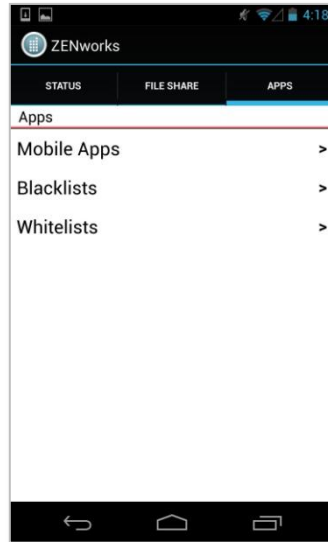 4:18
ZENworks
STATUS FILE SHARE APPS
Apps
Mobile Apps >
Blacklists >
Whitelists >